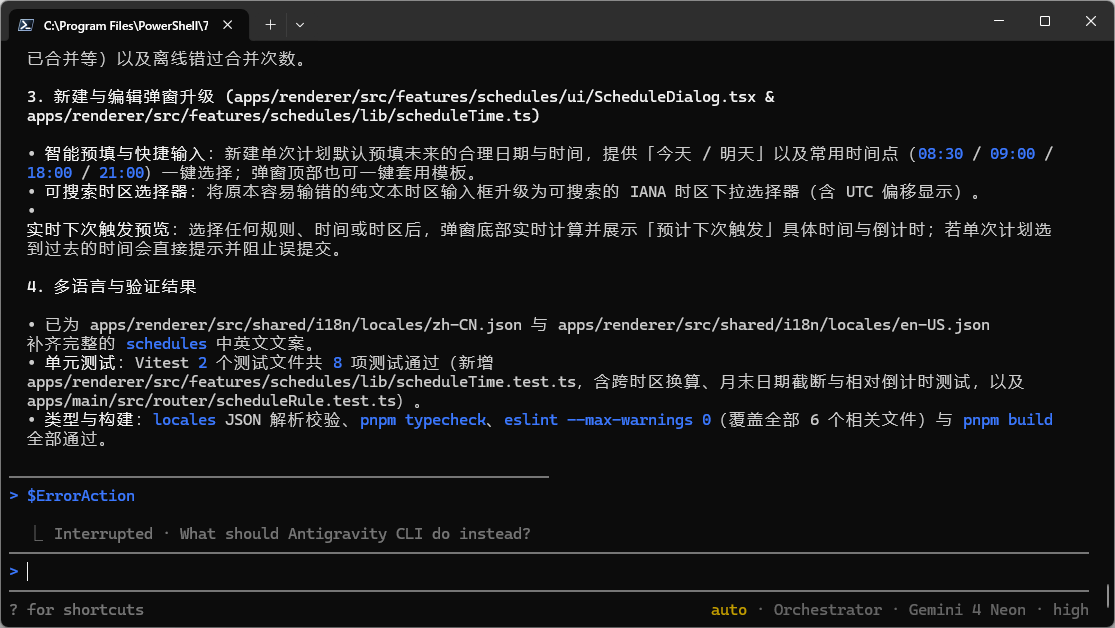 C:\Program Files\PowerShell\7
已合并等）以及离线错过合并次数。
3. 新建与编辑弹窗升级 (apps/renderer/src/features/schedules/ui/ScheduleDialog.tsx &
apps/renderer/src/features/schedules/lib/scheduleTime.ts)
• 智能预填与快捷输入：新建单次计划默认预填未来的合理日期与时间，提供「今天 / 明天」以及常用时间点（08:30 / 09:00 /
18:00 / 21:00）一键选择；弹窗顶部也可一键套用模板。
• 可搜索时区选择器：将原本容易输错的纯文本时区输入框升级为可搜索的 IANA 时区下拉选择器（含 UTC 偏移显示）。
•
实时下次触发预览：选择任何规则、时间或时区后，弹窗底部实时计算并展示「预计下次触发」具体时间与倒计时；若单次计划选
到过去的时间会直接提示并阻止误提交。
4. 多语言与验证结果
• 已为 apps/renderer/src/shared/i18n/locales/zh-CN.json 与 apps/renderer/src/shared/i18n/locales/en-US.json
补齐完整的 schedules 中英文文案。
• 单元测试：Vitest 2 个测试文件共 8 项测试通过（新增
apps/renderer/src/features/schedules/lib/scheduleTime.test.ts，含跨时区换算、月末日期截断与相对倒计时测试，以及
apps/main/src/router/scheduleRule.test.ts）。
• 类型与构建：locales JSON 解析校验、pnpm typecheck、eslint --max-warnings 0（覆盖全部 6 个相关文件）与 pnpm build
全部通过。
> $ErrorAction
⎿ Interrupted · What should Antigravity CLI do instead?
>
? for shortcuts
auto · Orchestrator · Gemini 4 Neon · high